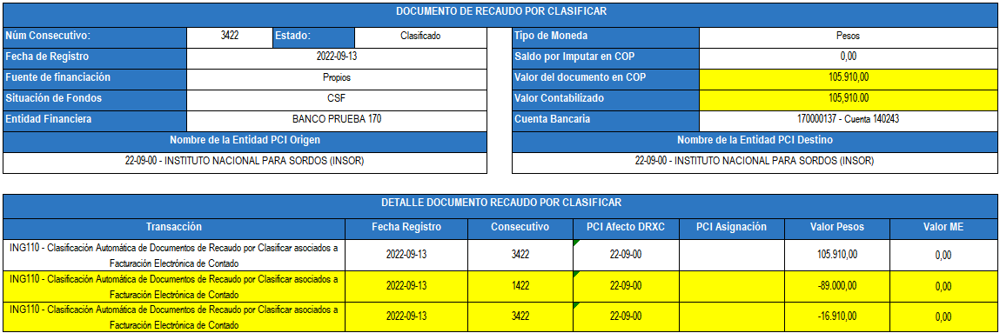 DOCUMENTO DE RECAUDO POR CLASIFICAR
Núm Consecutivo: 3422 Estado: Clasificado Tipo de Moneda Pesos
Fecha de Registro 2022-09-13 Saldo por Imputar en COP 0,00
Fuente de financiación Propios Valor del documento en COP 105.910,00
Situación de Fondos CSF Valor Contabilizado 105,910.00
Entidad Financiera BANCO PRUEBA 170 Cuenta Bancaria 170000137 - Cuenta 140243
Nombre de la Entidad PCI Origen Nombre de la Entidad PCI Destino
22-09-00 - INSTITUTO NACIONAL PARA SORDOS (INSOR) 22-09-00 - INSTITUTO NACIONAL PARA SORDOS (INSOR)
DETALLE DOCUMENTO RECAUDO POR CLASIFICAR
Transacción Fecha Registro Consecutivo PCI Afecto DRXC PCI Asignación Valor Pesos Valor ME
ING110 - Clasificación Automática de Documentos de Recaudo por Clasificar asociados a
Facturación Electrónica de Contado 2022-09-13 3422 22-09-00 105.910,00 0,00
ING110 - Clasificación Automática de Documentos de Recaudo por Clasificar asociados a
Facturación Electrónica de Contado 2022-09-13 1422 22-09-00 -89.000,00 0,00
ING110 - Clasificación Automática de Documentos de Recaudo por Clasificar asociados a
Facturación Electrónica de Contado 2022-09-13 3422 22-09-00 -16.910,00 0,00